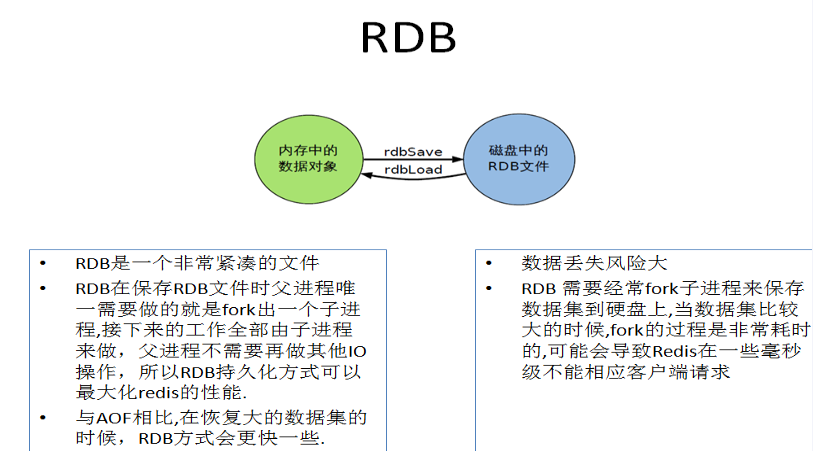 RDB
内存中的
数据对象
rdbSave
rdbLoad
磁盘中的
RDB文件
• RDB是一个非常紧凑的文件
• RDB在保存RDB文件时父进程唯
一需要做的就是fork出一个子进
程,接下来的工作全部由子进程
来做，父进程不需要再做其他IO
操作，所以RDB持久化方式可以
最大化redis的性能.
• 与AOF相比,在恢复大的数据集的
时候，RDB方式会更快一些.
• 数据丢失风险大
• RDB 需要经常fork子进程来保存
数据集到硬盘上,当数据集比较
大的时候,fork的过程是非常耗时
的,可能会导致Redis在一些毫秒
级不能相应客户端请求